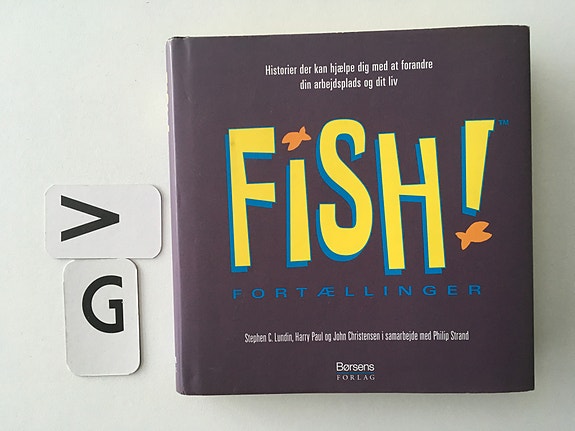 Historier der kan hjælpe dig med at forandre
din arbejdsplads og dit liv
FiSH!™
FORTÆLLINGER
Stephen C. Lundin, Harry Paul og John Christensen i samarbejde med Philip Strand
Børsens
FORLAG
V
G